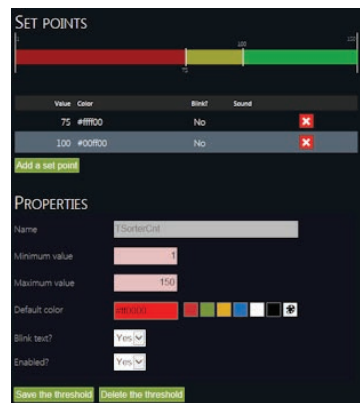 SET POINTS
100
75
Value Color Blink? Sound
75 #ffff00 No
100 #00ff00 No
Add a set point
PROPERTIES
Name TSorterCnt
Minimum value 1
Maximum value 150
Default color #ff0000
Blink text? Yes
Enabled? Yes
Save the threshold Delete the threshold